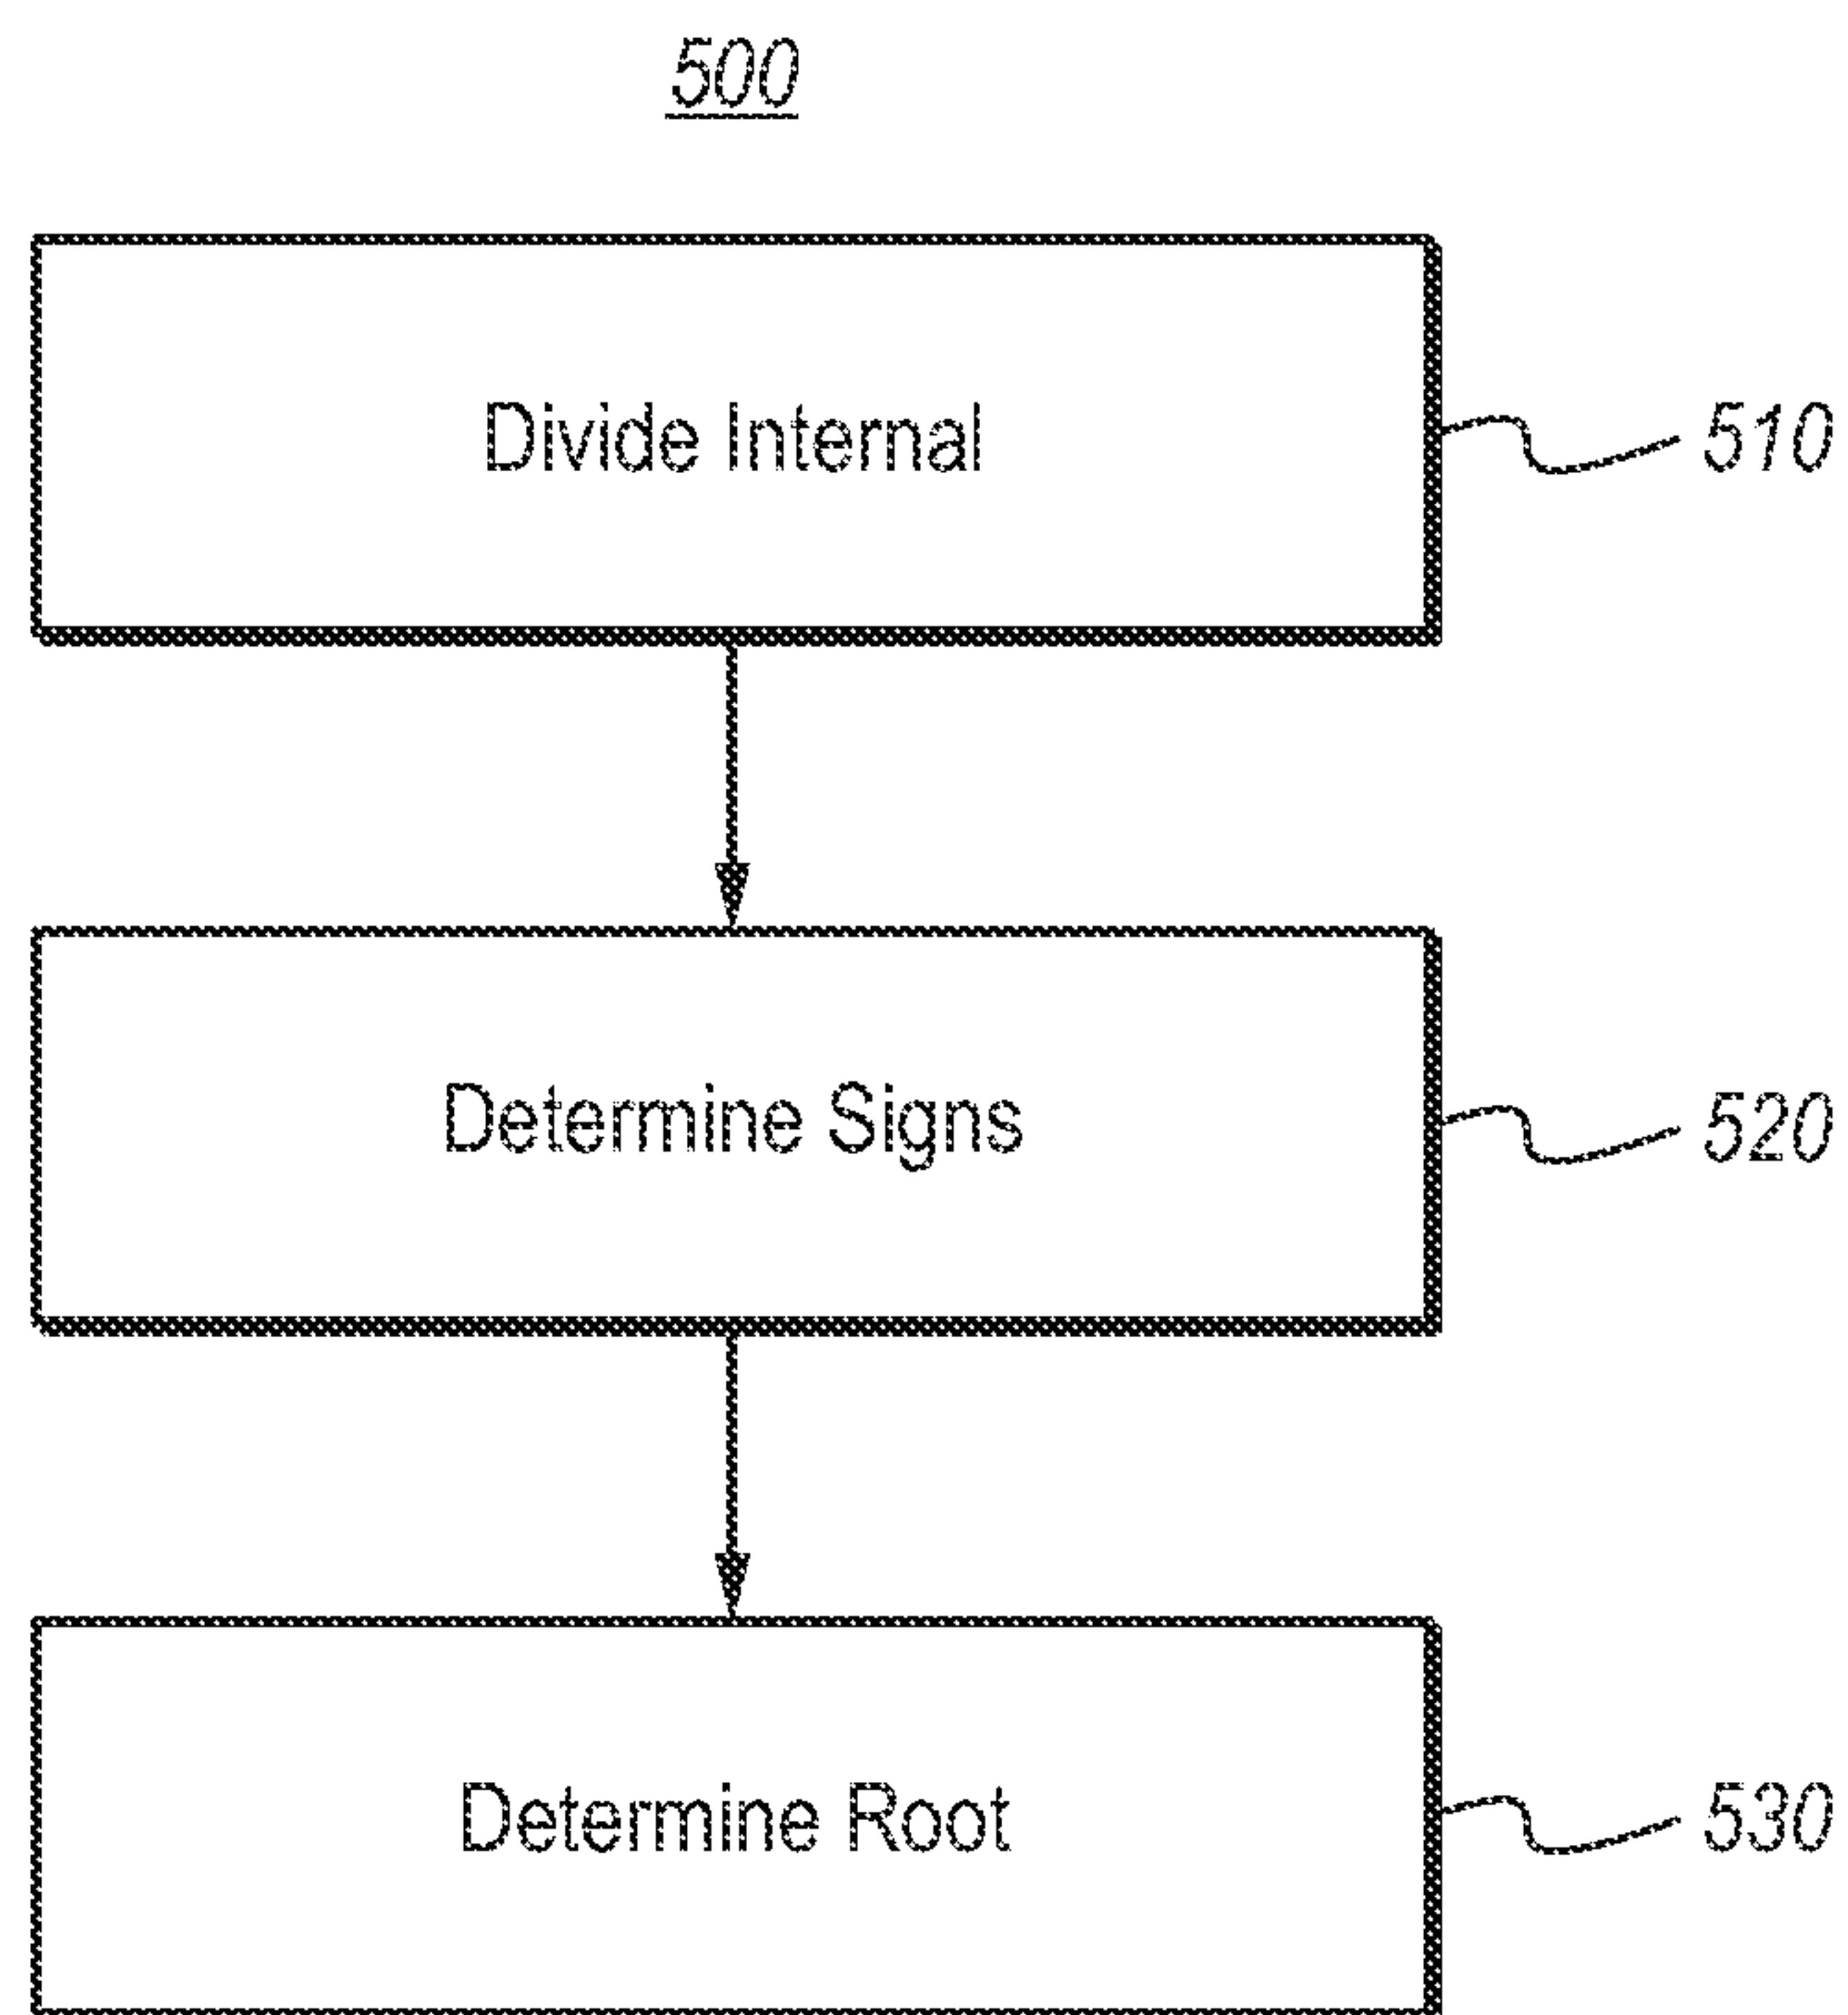 500
Divide Internal
510
Determine Signs
520
Determine Root
530